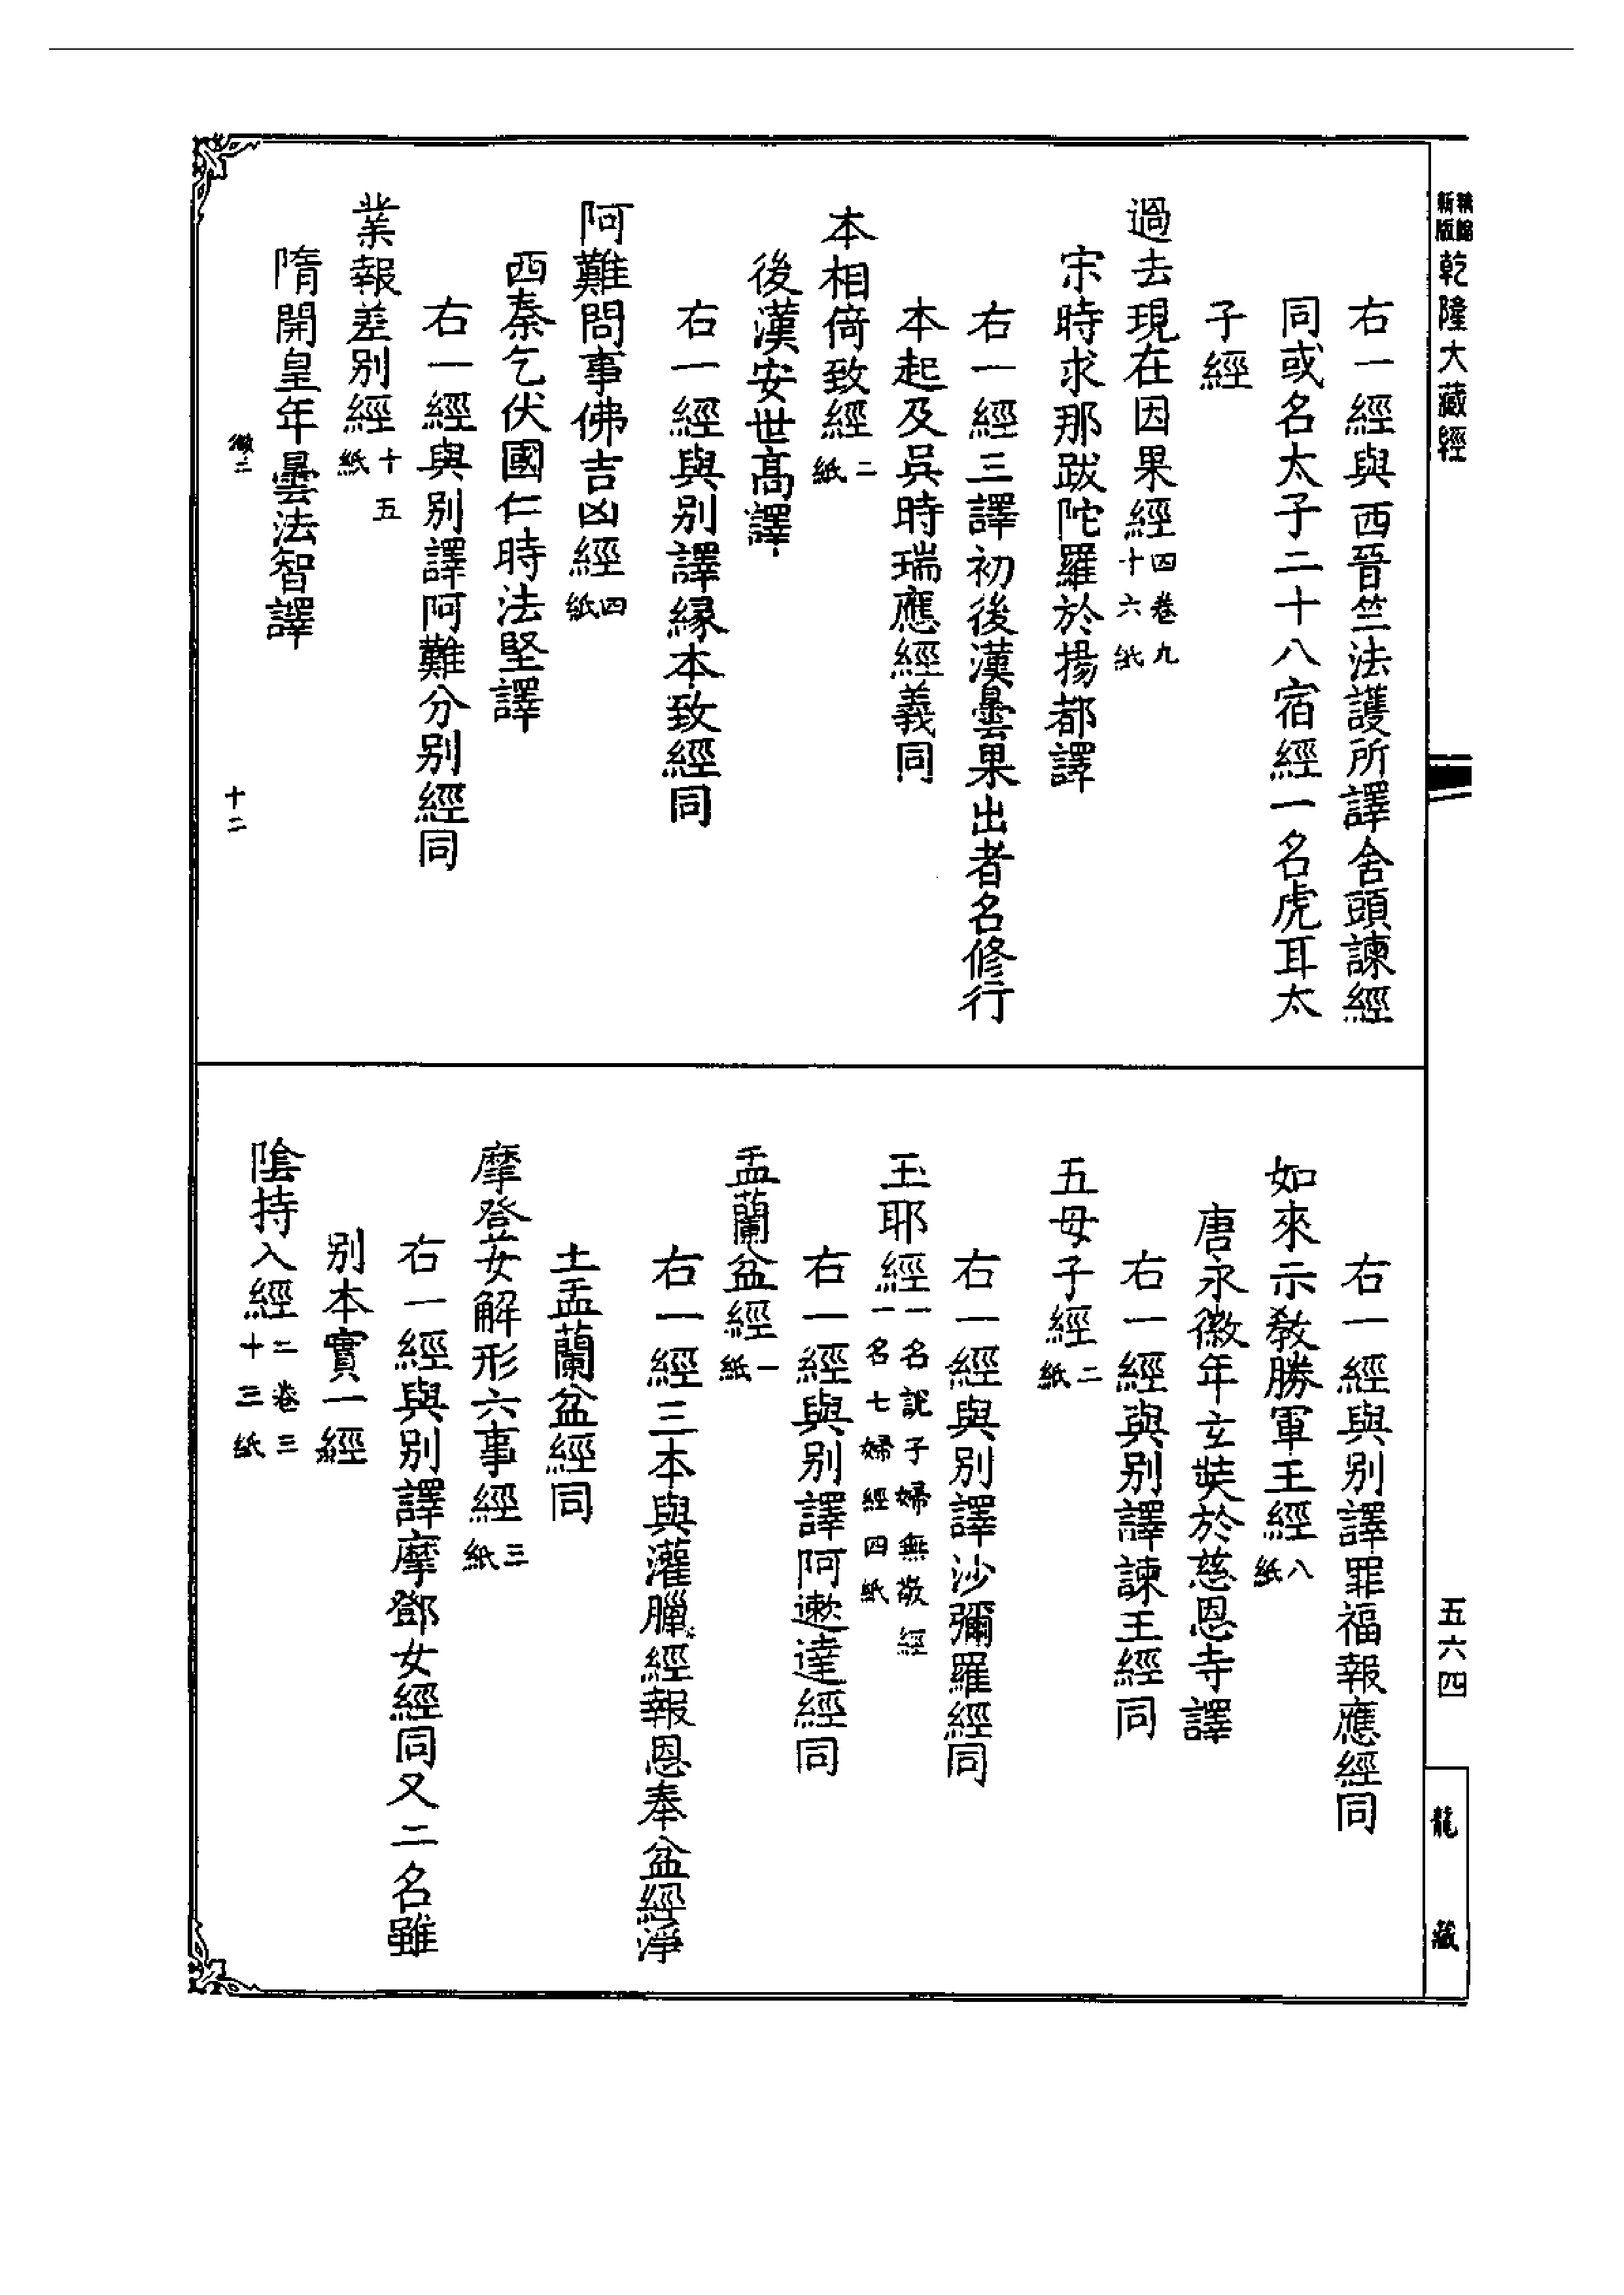 新編
新版
乾隆大藏經
右一經與西晉竺法護所譯舍頭諫經
同或名太子二十八宿經一名虎耳太
子經
過去現在因果經四卷九十六紙
宗時求那跋陀羅於揚都譯
右一經三譯初後漢曇果出者名修行
本起及吳時瑞應經義同
本相倚致經二紙
後漢安世高譯
右一經與別譯緣本致經同
阿難問事佛吉凶經四紙
西秦乞伏國仁時法堅譯
右一經與別譯阿難分別經同
業報差別經十五紙
隋開皇年曇法智譯
十二
五六四
龍藏
右一經與別譯罪福報應經同
如來示教勝軍王經八紙
唐永徽年玄奘於慈恩寺譯
右一經與別譯諫王經同
五母子經二紙
右一經與別譯沙彌羅經同
玉耶經一名說子婦無敬經一名七婦經四紙
右一經與別譯阿遬達經同
盂蘭盆經一紙
右一經三本與灌臘經報恩奉盆經淨
土盂蘭盆經同
摩登女解形六事經三紙
右一經與別譯摩鄧女經同又二名雖
別本實一經
陰持入經二卷三十三紙